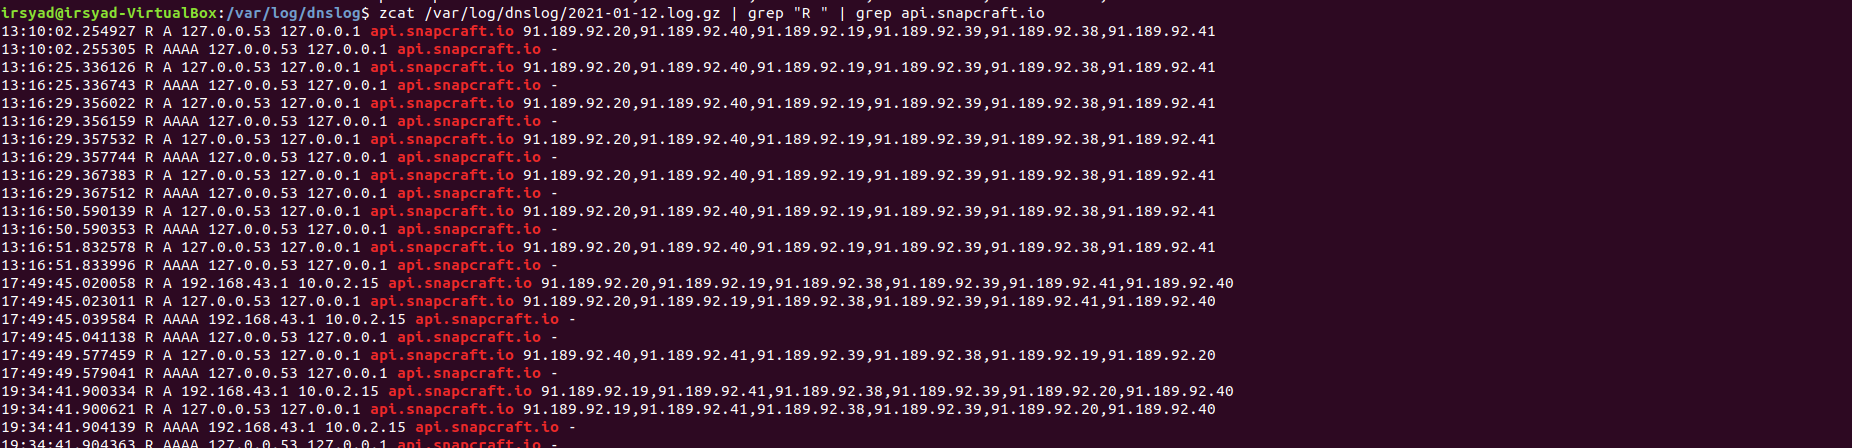 irsyad@irsyad-VirtualBox:/var/log/dnslog$ zcat /var/log/dnslog/2021-01-12.log.gz | grep "R " | grep api.snapcraft.io
13:10:02.254927 R A 127.0.0.53 127.0.0.1 api.snapcraft.io 91.189.92.20,91.189.92.40,91.189.92.19,91.189.92.39,91.189.92.38,91.189.92.41
13:10:02.255305 R AAAA 127.0.0.53 127.0.0.1 api.snapcraft.io -
13:16:25.336126 R A 127.0.0.53 127.0.0.1 api.snapcraft.io 91.189.92.20,91.189.92.40,91.189.92.19,91.189.92.39,91.189.92.38,91.189.92.41
13:16:25.336743 R AAAA 127.0.0.53 127.0.0.1 api.snapcraft.io -
13:16:29.356022 R A 127.0.0.53 127.0.0.1 api.snapcraft.io 91.189.92.20,91.189.92.40,91.189.92.19,91.189.92.39,91.189.92.38,91.189.92.41
13:16:29.356159 R AAAA 127.0.0.53 127.0.0.1 api.snapcraft.io -
13:16:29.357532 R A 127.0.0.53 127.0.0.1 api.snapcraft.io 91.189.92.20,91.189.92.40,91.189.92.19,91.189.92.39,91.189.92.38,91.189.92.41
13:16:29.357744 R AAAA 127.0.0.53 127.0.0.1 api.snapcraft.io -
13:16:29.367383 R A 127.0.0.53 127.0.0.1 api.snapcraft.io 91.189.92.20,91.189.92.40,91.189.92.19,91.189.92.39,91.189.92.38,91.189.92.41
13:16:29.367512 R AAAA 127.0.0.53 127.0.0.1 api.snapcraft.io -
13:16:50.590139 R A 127.0.0.53 127.0.0.1 api.snapcraft.io 91.189.92.20,91.189.92.40,91.189.92.19,91.189.92.39,91.189.92.38,91.189.92.41
13:16:50.590353 R AAAA 127.0.0.53 127.0.0.1 api.snapcraft.io -
13:16:51.832578 R A 127.0.0.53 127.0.0.1 api.snapcraft.io 91.189.92.20,91.189.92.40,91.189.92.19,91.189.92.39,91.189.92.38,91.189.92.41
13:16:51.833996 R AAAA 127.0.0.53 127.0.0.1 api.snapcraft.io -
17:49:45.020058 R A 192.168.43.1 10.0.2.15 api.snapcraft.io 91.189.92.20,91.189.92.19,91.189.92.38,91.189.92.39,91.189.92.41,91.189.92.40
17:49:45.023011 R A 127.0.0.53 127.0.0.1 api.snapcraft.io 91.189.92.20,91.189.92.19,91.189.92.38,91.189.92.39,91.189.92.41,91.189.92.40
17:49:45.039584 R AAAA 192.168.43.1 10.0.2.15 api.snapcraft.io -
17:49:45.041138 R AAAA 127.0.0.53 127.0.0.1 api.snapcraft.io -
17:49:49.577459 R A 127.0.0.53 127.0.0.1 api.snapcraft.io 91.189.92.40,91.189.92.41,91.189.92.39,91.189.92.38,91.189.92.19,91.189.92.20
17:49:49.579041 R AAAA 127.0.0.53 127.0.0.1 api.snapcraft.io -
19:34:41.900334 R A 192.168.43.1 10.0.2.15 api.snapcraft.io 91.189.92.19,91.189.92.41,91.189.92.38,91.189.92.39,91.189.92.20,91.189.92.40
19:34:41.900621 R A 127.0.0.53 127.0.0.1 api.snapcraft.io 91.189.92.19,91.189.92.41,91.189.92.38,91.189.92.39,91.189.92.20,91.189.92.40
19:34:41.904139 R AAAA 192.168.43.1 10.0.2.15 api.snapcraft.io -
19:34:41.904363 R AAAA 127.0.0.53 127.0.0.1 api.snapcraft.io -